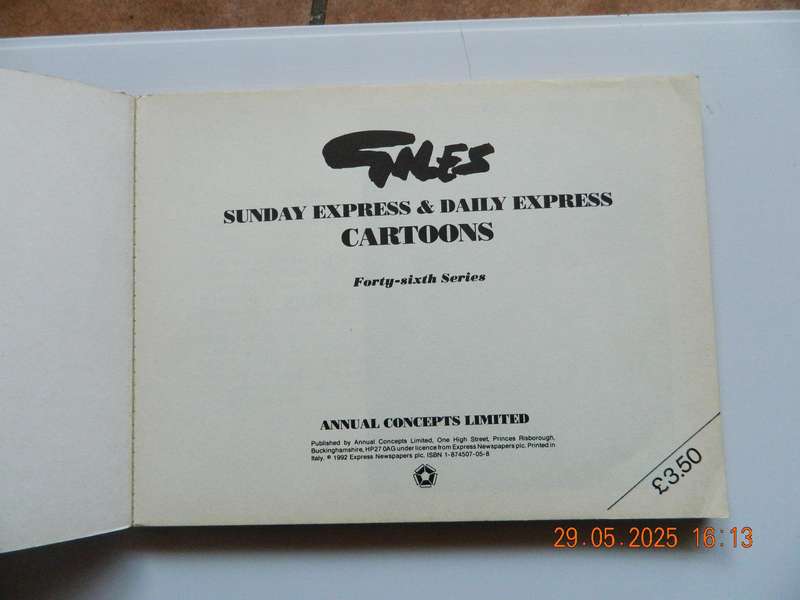 GILES
SUNDAY EXPRESS & DAILY EXPRESS
CARTOONS
Forty-sixth Series
ANNUAL CONCEPTS LIMITED
Published by Annual Concepts Limited, One High Street, Princes Risborough,
Buckinghamshire, HP27 0AG under licence from Express Newspapers plc. Printed in
Italy. © 1992 Express Newspapers plc. ISBN 1-874507-05-8
£3.50
29.05.2025 16:13